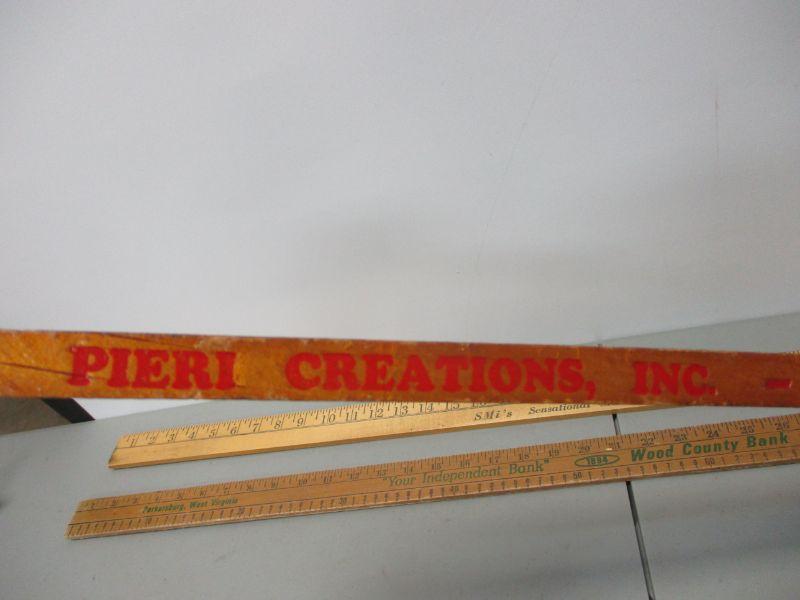 PIERI CREATIONS, INC. -
1 2 3 4 5 6 7 8 9 10 11 12 13 14 15
SMi's Sensational
"Your Independent Bank" 1884 Wood County Bank
Parkersburg, West Virginia